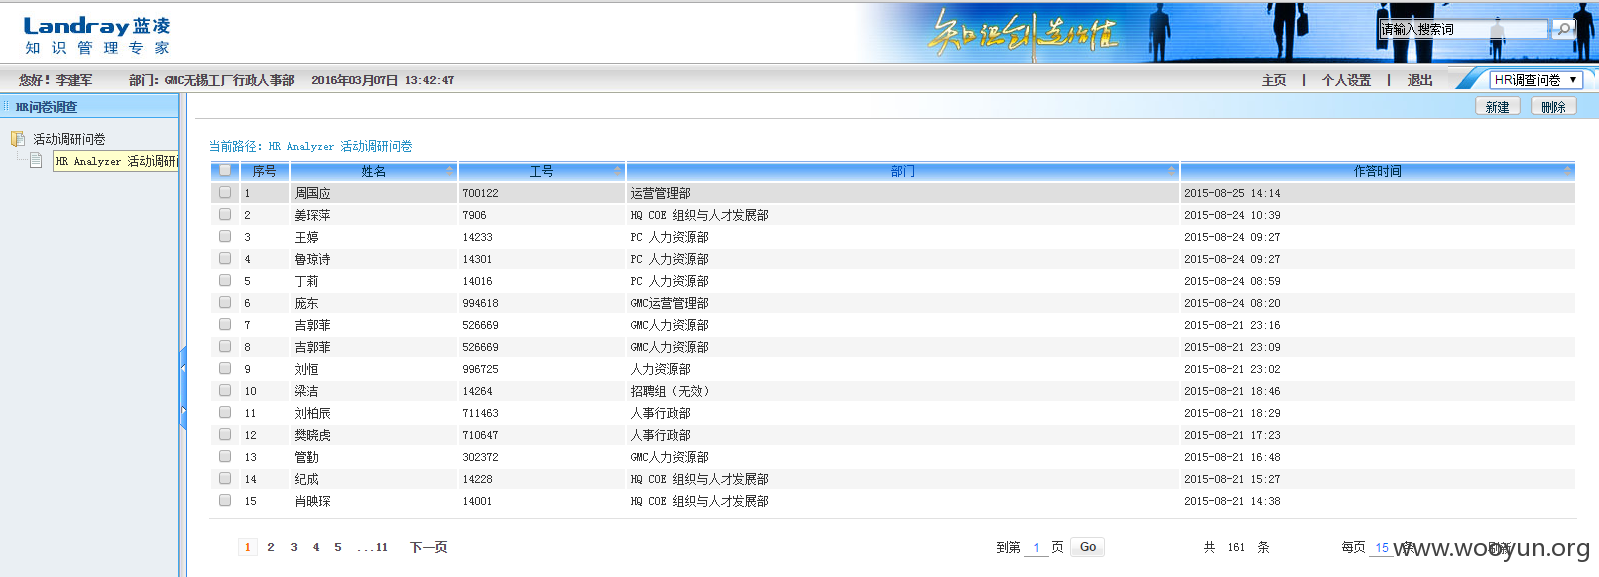 Landray 蓝凌
知识管理专家
知识创造价值
请输入搜索词
您好！李建军 部门：GMC无锡工厂行政人事部 2016年03月07日 13:42:47
主页 | 个人设置 | 退出 HR调查问卷
HR问卷调查
新建 删除
活动调研问卷
HR Analyzer 活动调研问
当前路径：HR Analyzer 活动调研问卷
序号 姓名 工号 部门 作答时间
1 周国应 700122 运营管理部 2015-08-25 14:14
2 姜琛萍 7906 HQ COE 组织与人才发展部 2015-08-24 10:39
3 王婷 14233 PC 人力资源部 2015-08-24 09:27
4 鲁琼诗 14301 PC 人力资源部 2015-08-24 09:27
5 丁莉 14016 PC 人力资源部 2015-08-24 08:59
6 庞东 994618 GMC运营管理部 2015-08-24 08:20
7 吉郭菲 526669 GMC人力资源部 2015-08-21 23:16
8 吉郭菲 526669 GMC人力资源部 2015-08-21 23:09
9 刘恒 996725 人力资源部 2015-08-21 23:02
10 梁洁 14264 招聘组（无效） 2015-08-21 18:46
11 刘柏辰 711463 人事行政部 2015-08-21 18:29
12 樊晓虎 710647 人事行政部 2015-08-21 17:23
13 管勤 302372 GMC人力资源部 2015-08-21 16:48
14 纪成 14228 HQ COE 组织与人才发展部 2015-08-21 15:27
15 肖映琛 14001 HQ COE 组织与人才发展部 2015-08-21 14:38
1 2 3 4 5 ...11 下一页 到第 1 页 Go 共 161 条 每页 15 条 刷新
www.wooyun.org